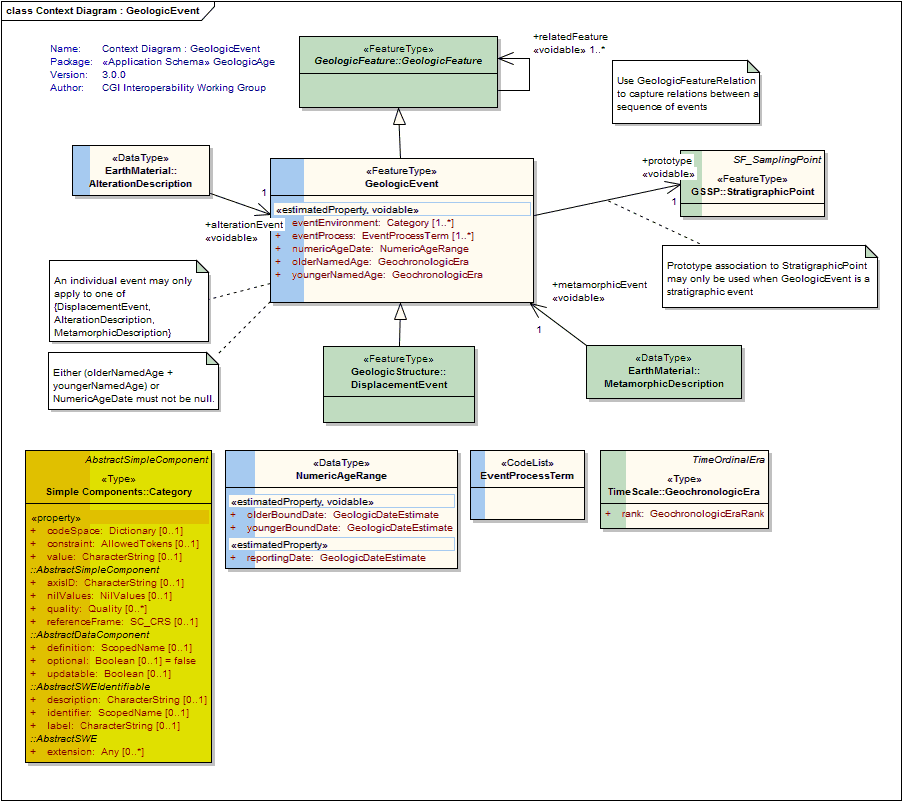 class Context Diagram : GeologicEvent
Name: Context Diagram : GeologicEvent
Package: «Application Schema» GeologicAge
Version: 3.0.0
Author: CGI Interoperability Working Group
«FeatureType»
GeologicFeature::GeologicFeature
+relatedFeature
«voidable» 1..*
Use GeologicFeatureRelation
to capture relations between a
sequence of events
«DataType»
EarthMaterial::
AlterationDescription
1
+alterationEvent
«voidable»
«FeatureType»
GeologicEvent
«estimatedProperty, voidable»
+ eventEnvironment: Category [1..*]
+ eventProcess: EventProcessTerm [1..*]
+ numericAgeDate: NumericAgeRange
+ olderNamedAge: GeochronologicEra
+ youngerNamedAge: GeochronologicEra
+prototype
«voidable»
1
SF_SamplingPoint
«FeatureType»
GSSP::StratigraphicPoint
Prototype association to StratigraphicPoint
may only be used when GeologicEvent is a
stratigraphic event
An individual event may only
apply to one of
{DisplacementEvent,
AlterationDescription,
MetamorphicDescription}
+metamorphicEvent
«voidable»
1
Either (olderNamedAge +
youngerNamedAge) or
NumericAgeDate must not be null.
«FeatureType»
GeologicStructure::
DisplacementEvent
«DataType»
EarthMaterial::
MetamorphicDescription
AbstractSimpleComponent
«Type»
Simple Components::Category
«property»
+ codeSpace: Dictionary [0..1]
+ constraint: AllowedTokens [0..1]
+ value: CharacterString [0..1]
::AbstractSimpleComponent
+ axisID: CharacterString [0..1]
+ nilValues: NilValues [0..1]
+ quality: Quality [0..*]
+ referenceFrame: SC_CRS [0..1]
::AbstractDataComponent
+ definition: ScopedName [0..1]
+ optional: Boolean [0..1] = false
+ updatable: Boolean [0..1]
::AbstractSWEIdentifiable
+ description: CharacterString [0..1]
+ identifier: ScopedName [0..1]
+ label: CharacterString [0..1]
::AbstractSWE
+ extension: Any [0..*]
«DataType»
NumericAgeRange
«estimatedProperty, voidable»
+ olderBoundDate: GeologicDateEstimate
+ youngerBoundDate: GeologicDateEstimate
«estimatedProperty»
+ reportingDate: GeologicDateEstimate
«CodeList»
EventProcessTerm
TimeOrdinalEra
«Type»
TimeScale::GeochronologicEra
+ rank: GeochronologicEraRank